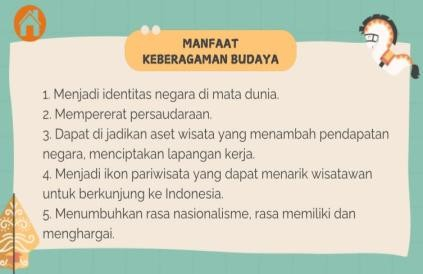 MANFAAT
KEBERAGAMAN BUDAYA
1. Menjadi identitas negara di mata dunia.
2. Mempererat persaudaraan.
3. Dapat di jadikan aset wisata yang menambah pendapatan
negara, menciptakan lapangan kerja.
4. Menjadi ikon pariwisata yang dapat menarik wisatawan
untuk berkunjung ke Indonesia.
5. Menumbuhkan rasa nasionalisme, rasa memiliki dan
menghargai.